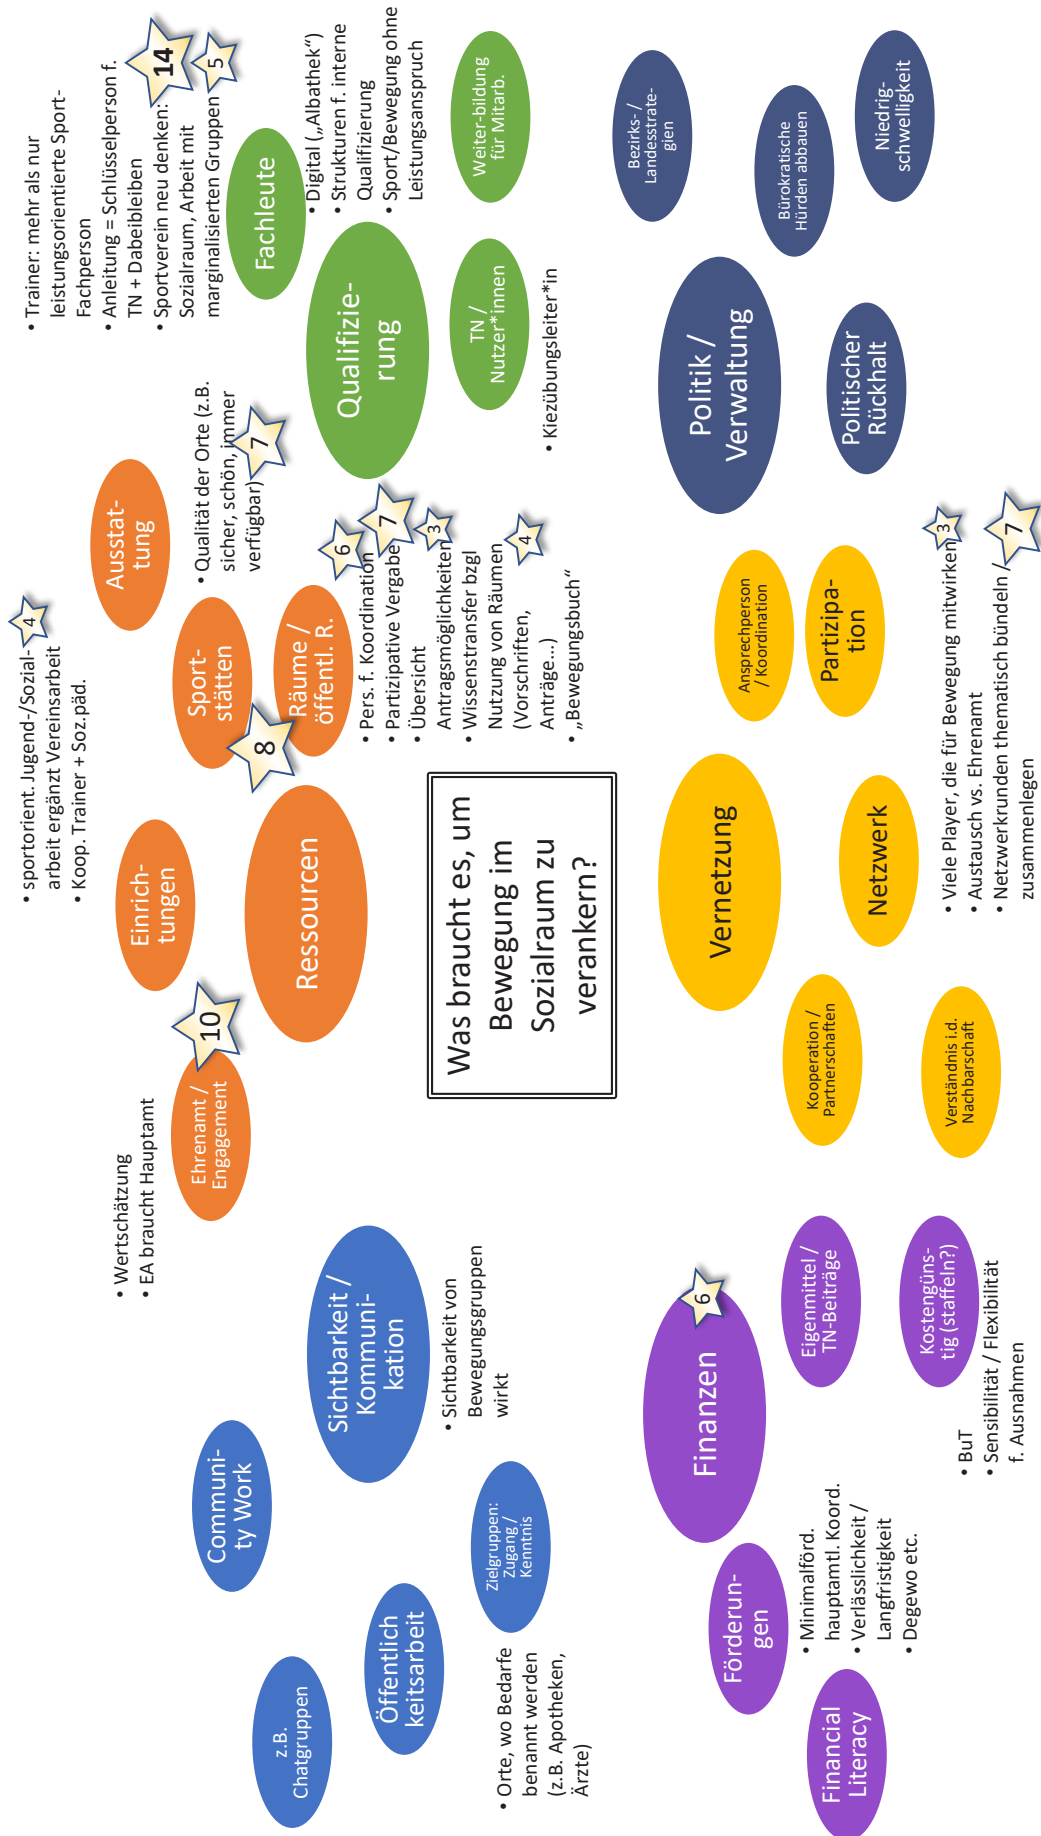 z.B.
Chatgruppen
Communi-
ty Work
Öffentlich
keitsarbeit
• Orte, wo Bedarfe
benannt werden
(z.B. Apotheken,
Ärzte)
Zielgruppen:
Zugang /
Kenntnis
Sichtbarkeit /
Kommuni-
kation
• Sichtbarkeit von
Bewegungsgruppen
wirkt
• Wertschätzung
• EA braucht Hauptamt
Ehrenamt /
Engagement
10
Einrich-
tungen
• sportorient. Jugend-/Sozial-
arbeit ergänzt Vereinsarbeit
• Koop. Trainer + Soz.päd.
4
Ressourcen
Sport-
stätten
8
Räume /
öffentl. R.
Ausstat-
tung
• Qualität der Orte (z.B.
sicher, schön, immer
verfügbar)
7
• Pers. f. Koordination
• Partizipative Vergabe
• Übersicht
Antragsmöglichkeiten
• Wissenstransfer bzgl
Nutzung von Räumen
(Vorschriften,
Anträge…)
• „Bewegungsbuch“
6
7
3
4
• Trainer: mehr als nur
leistungsorientierte Sport-
Fachperson
• Anleitung = Schlüsselperson f.
TN + Dabeibleiben
• Sportverein neu denken:
Sozialraum, Arbeit mit
marginalisierten Gruppen
14
5
Fachleute
Qualifizie-
rung
• Digital („Albathek“)
• Strukturen f. interne
Qualifizierung
• Sport/Bewegung ohne
Leistungsanspruch
Weiter-bildung
für Mitarb.
TN /
Nutzer*innen
• Kiezübungsleiter*in
Was braucht es, um
Bewegung im
Sozialraum zu
verankern?
Financial
Literacy
Förderun-
gen
• Minimalförd.
hauptamtl. Koord.
• Verlässlichkeit /
Langfristigkeit
• Degewo etc.
Finanzen
6
Eigenmittel /
TN-Beiträge
Kostengüns-
tig (staffeln?)
• BuT
• Sensibilität / Flexibilität
f. Ausnahmen
Vernetzung
Kooperation /
Partnerschaften
Verständnis i.d.
Nachbarschaft
Netzwerk
Ansprechperson
/ Koordination
Partizipa-
tion
• Viele Player, die für Bewegung mitwirken
• Austausch vs. Ehrenamt
• Netzwerkrunden thematisch bündeln /
zusammenlegen
3
7
Politik /
Verwaltung
Politischer
Rückhalt
Bezirks- /
Landesstrate-
gien
Bürokratische
Hürden abbauen
Niedrig-
schwelligkeit